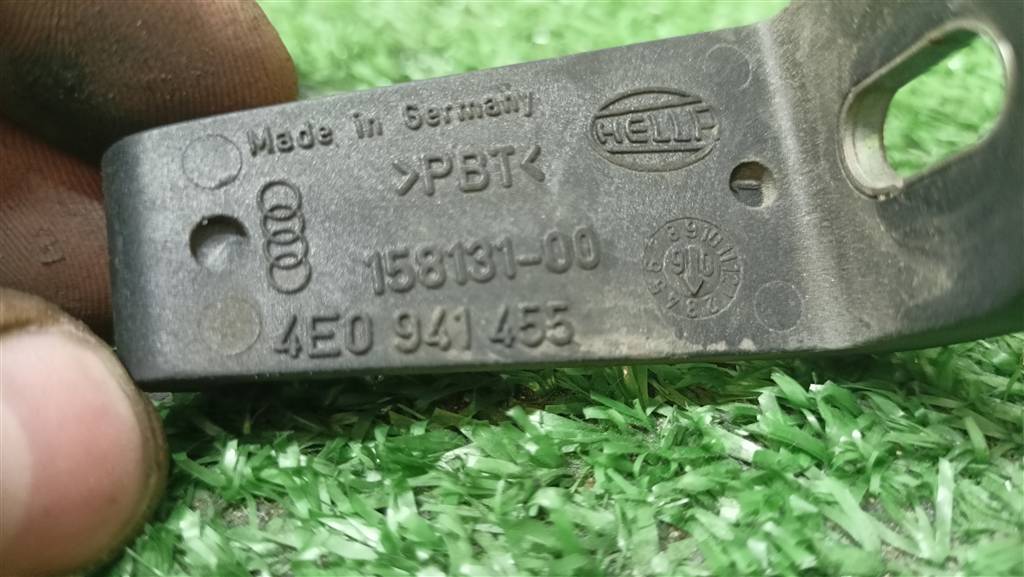 Made in Germany
HELLA
>PBT<
158131-00
4E0 941 455